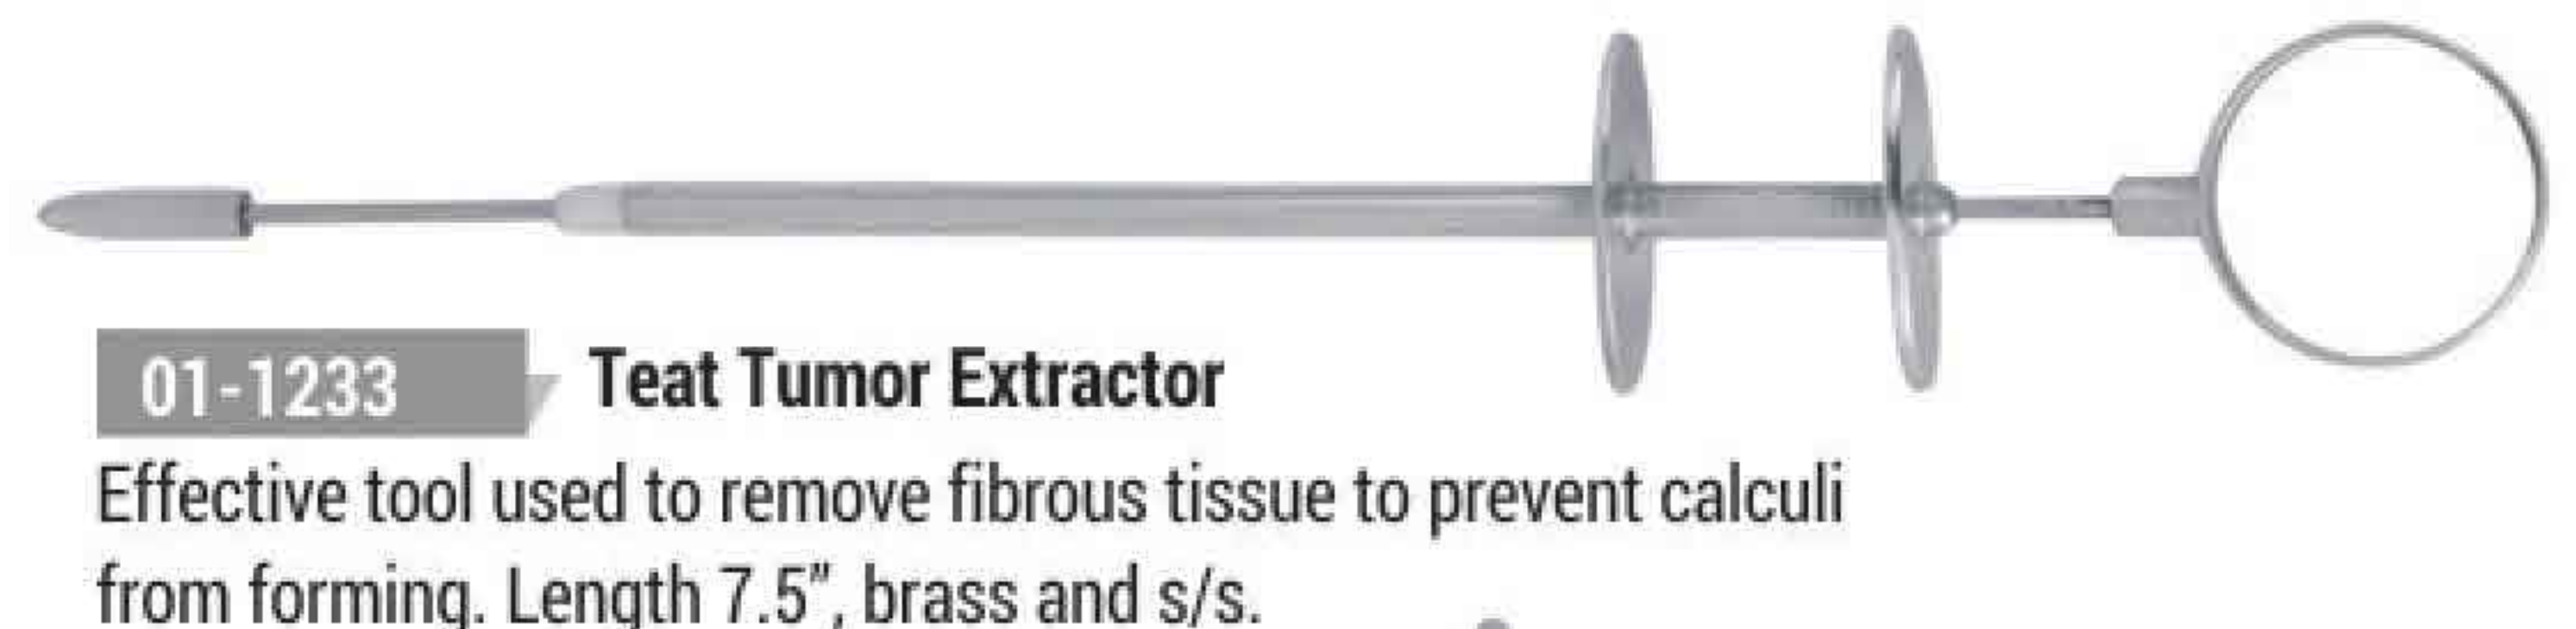 01-1233 Teat Tumor Extractor
Effective tool used to remove fibrous tissue to prevent calculi
from forming. Length 7.5”, brass and s/s.